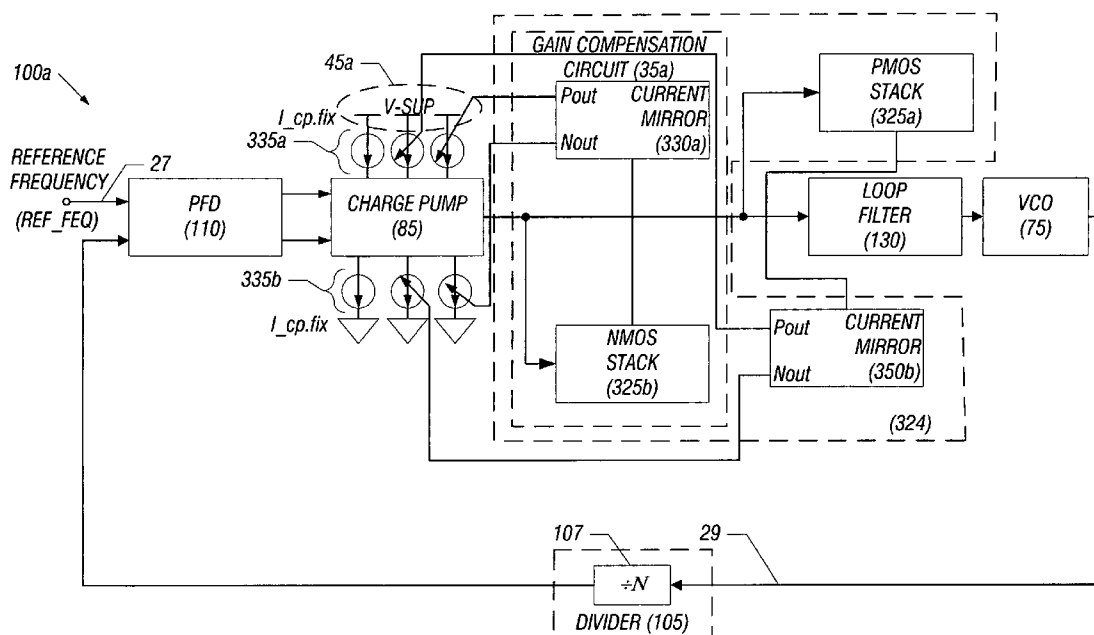 100a
45a
V-SUP
I_cp.fix
335a
REFERENCE
FREQUENCY
(REF_FEQ)
27
PFD
(110)
CHARGE PUMP
(85)
335b
I_cp.fix
GAIN COMPENSATION
CIRCUIT (35a)
Pout
Nout
CURRENT
MIRROR
(330a)
NMOS
STACK
(325b)
PMOS
STACK
(325a)
LOOP
FILTER
(130)
VCO
(75)
Pout
Nout
CURRENT
MIRROR
(350b)
(324)
107
÷N
DIVIDER (105)
29